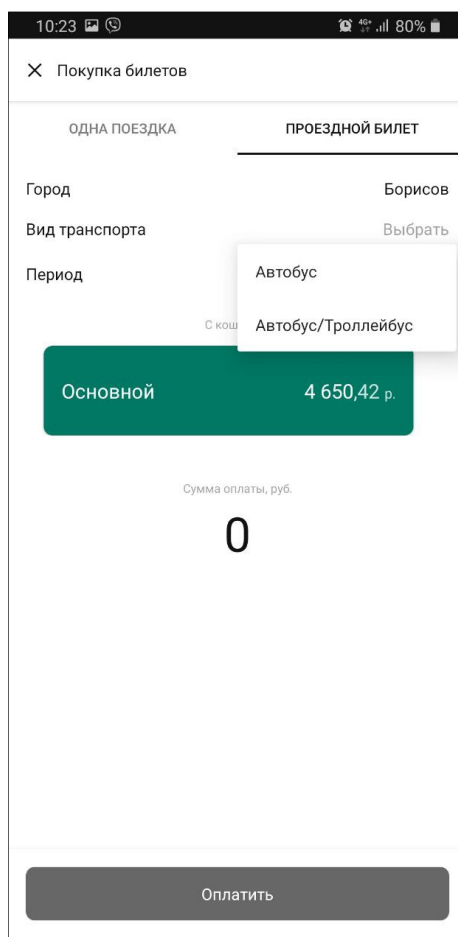 10:23 4G+ 80%
Покупка билетов
ОДНА ПОЕЗДКА ПРОЕЗДНОЙ БИЛЕТ
Город Борисов
Вид транспорта Выбрать
Период Автобус
С кош Автобус/Троллейбус
Основной 4 650,42 р.
Сумма оплаты, руб.
0
Оплатить